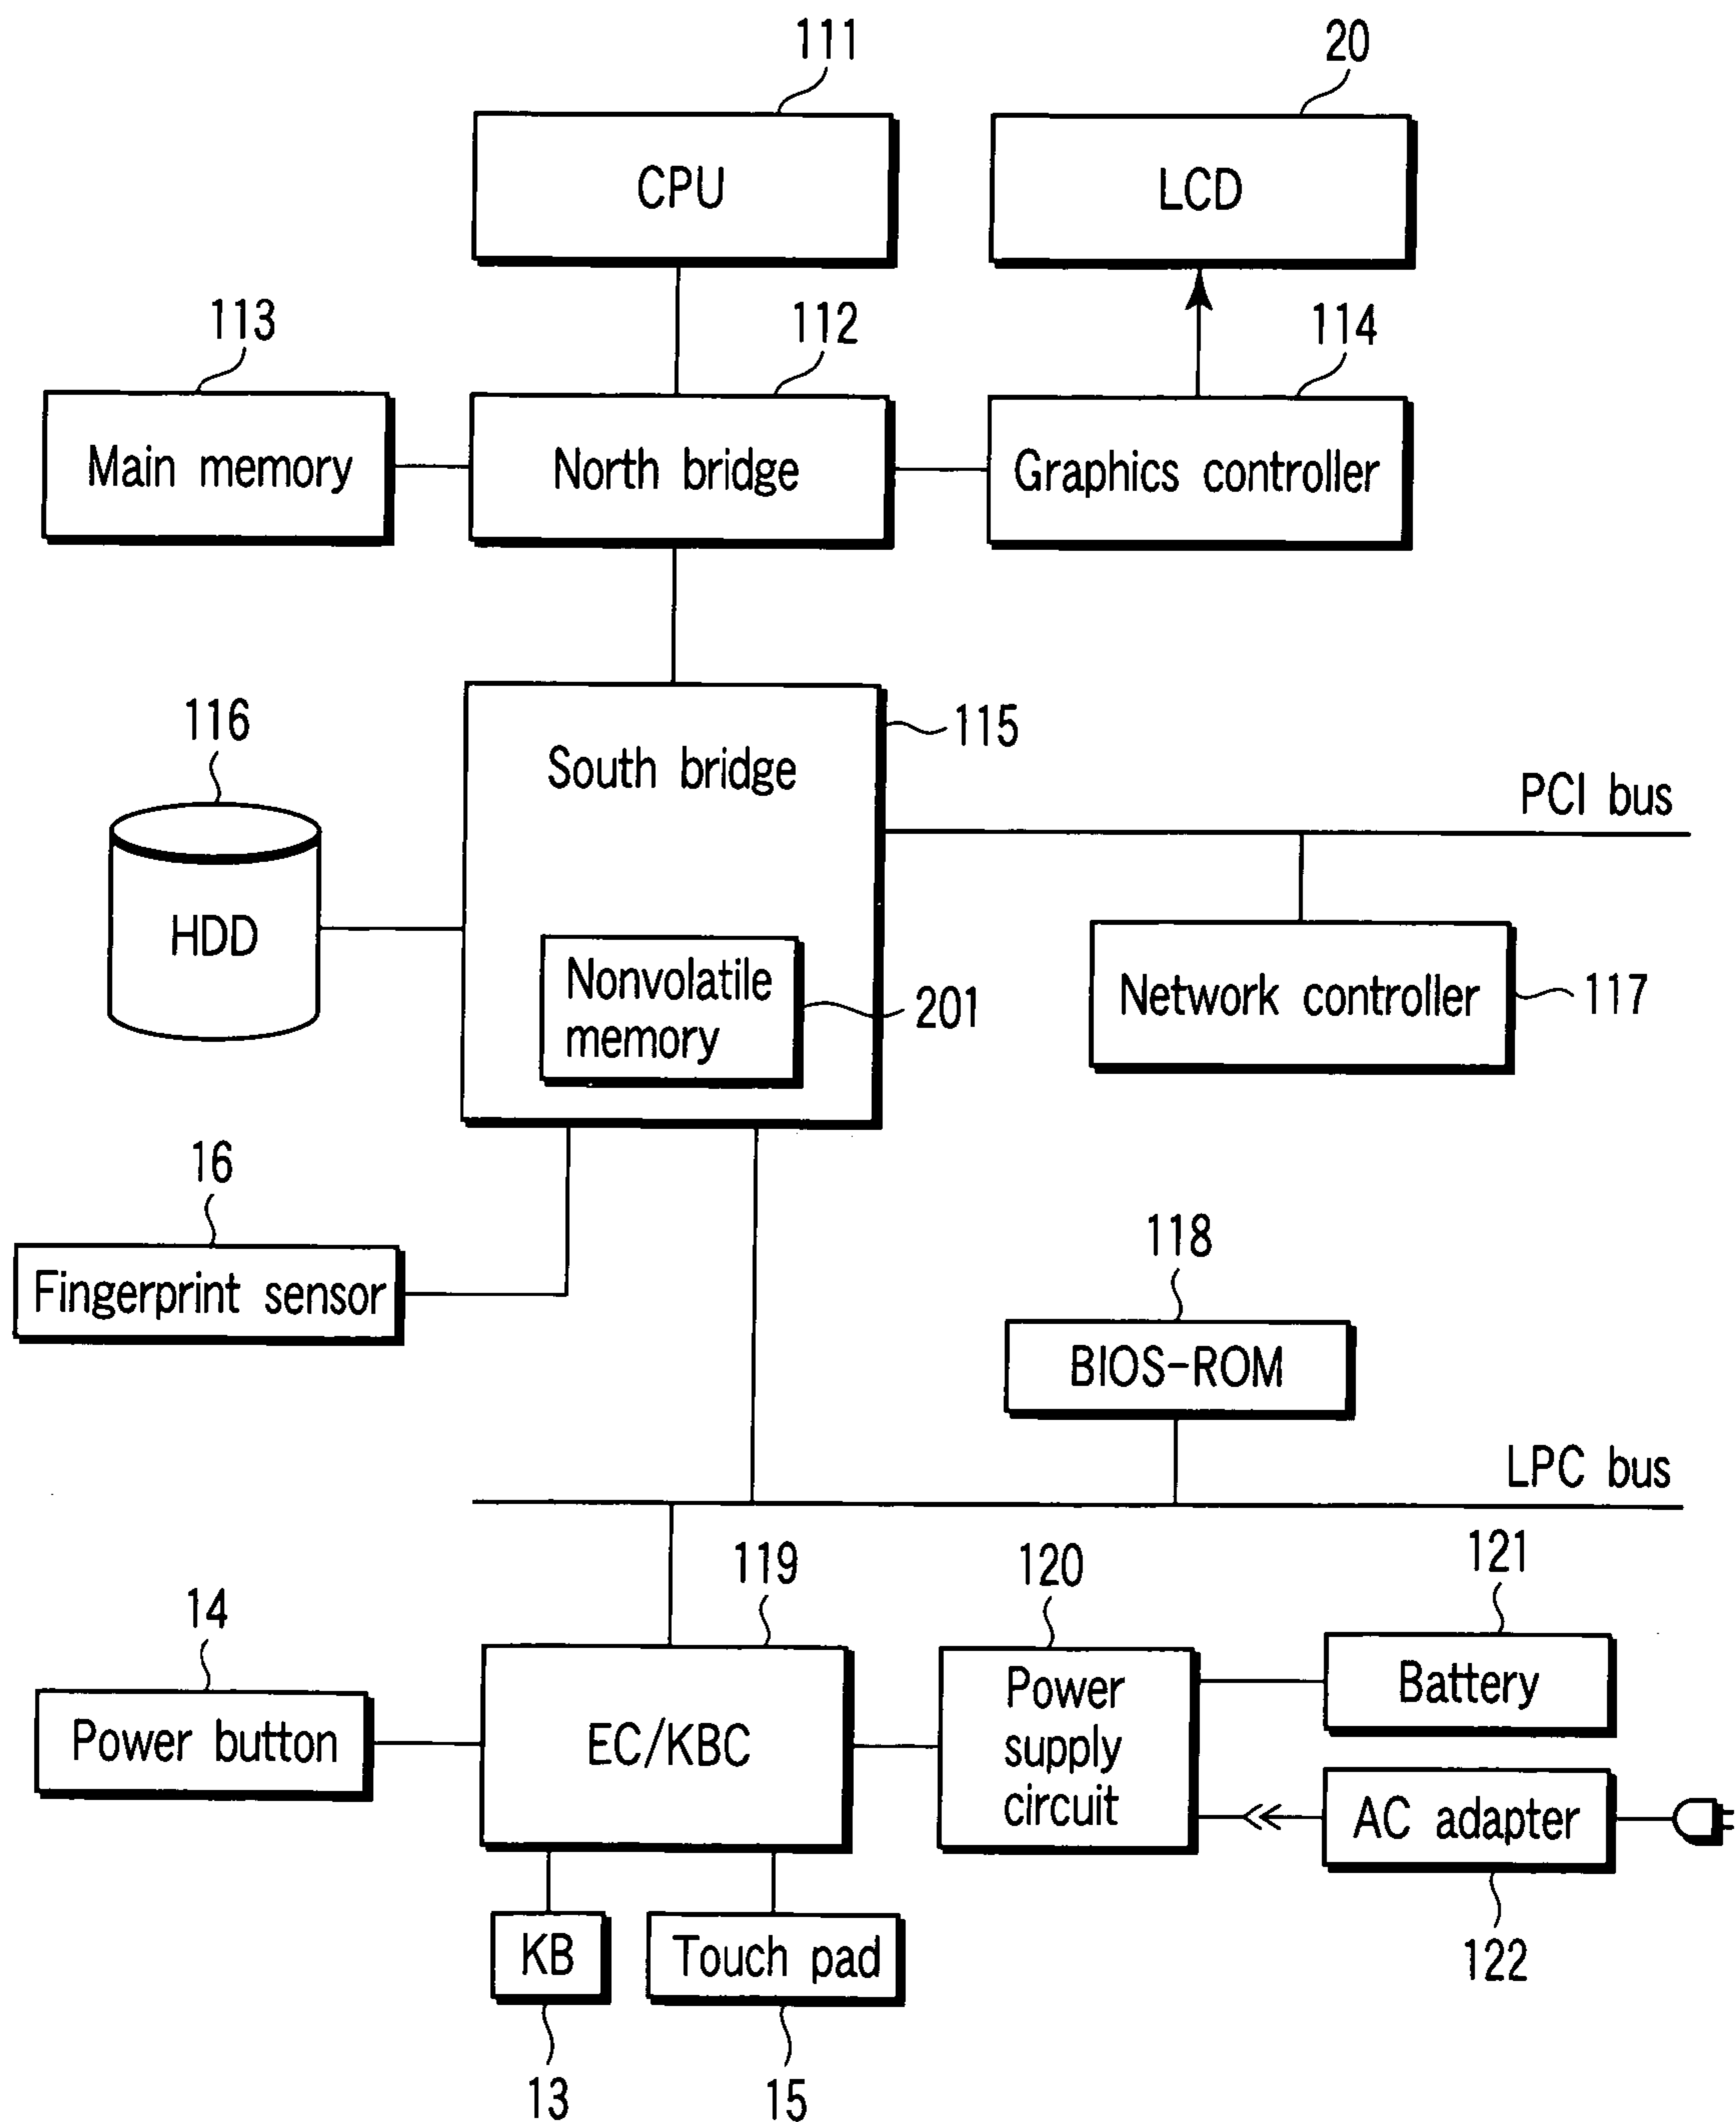 111
20
CPU
LCD
113
112
114
Main memory
North bridge
Graphics controller
116
115
South bridge
PCI bus
HDD
Nonvolatile
memory
201
Network controller
117
16
Fingerprint sensor
118
BIOS-ROM
LPC bus
119
120
121
14
Power button
EC/KBC
Power
supply
circuit
Battery
AC adapter
122
KB
Touch pad
13
15